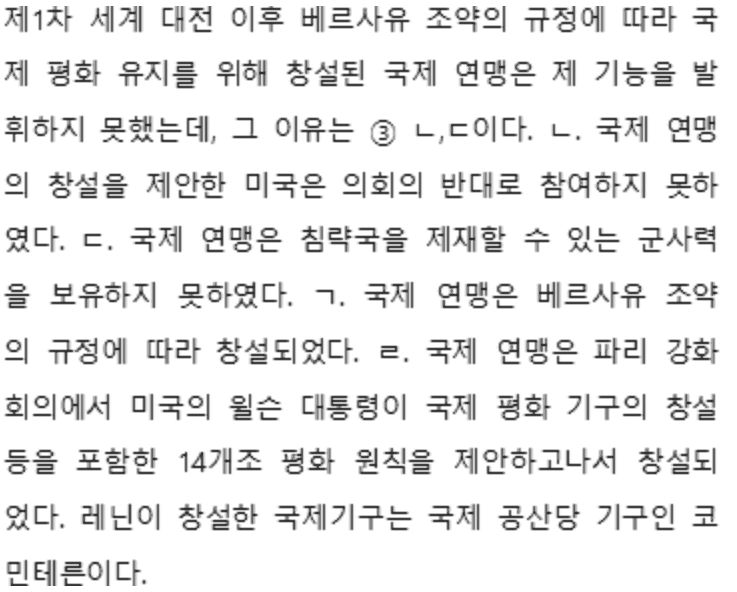 제1차 세계 대전 이후 베르사유 조약의 규정에 따라 국
제 평화 유지를 위해 창설된 국제 연맹은 제 기능을 발
휘하지 못했는데, 그 이유는 ③ ㄴ,ㄷ이다. ㄴ. 국제 연맹
의 창설을 제안한 미국은 의회의 반대로 참여하지 못하
였다. ㄷ. 국제 연맹은 침략국을 제재할 수 있는 군사력
을 보유하지 못하였다. ㄱ. 국제 연맹은 베르사유 조약
의 규정에 따라 창설되었다. ㄹ. 국제 연맹은 파리 강화
회의에서 미국의 윌슨 대통령이 국제 평화 기구의 창설
등을 포함한 14개조 평화 원칙을 제안하고나서 창설되
었다. 레닌이 창설한 국제기구는 국제 공산당 기구인 코
민테른이다.